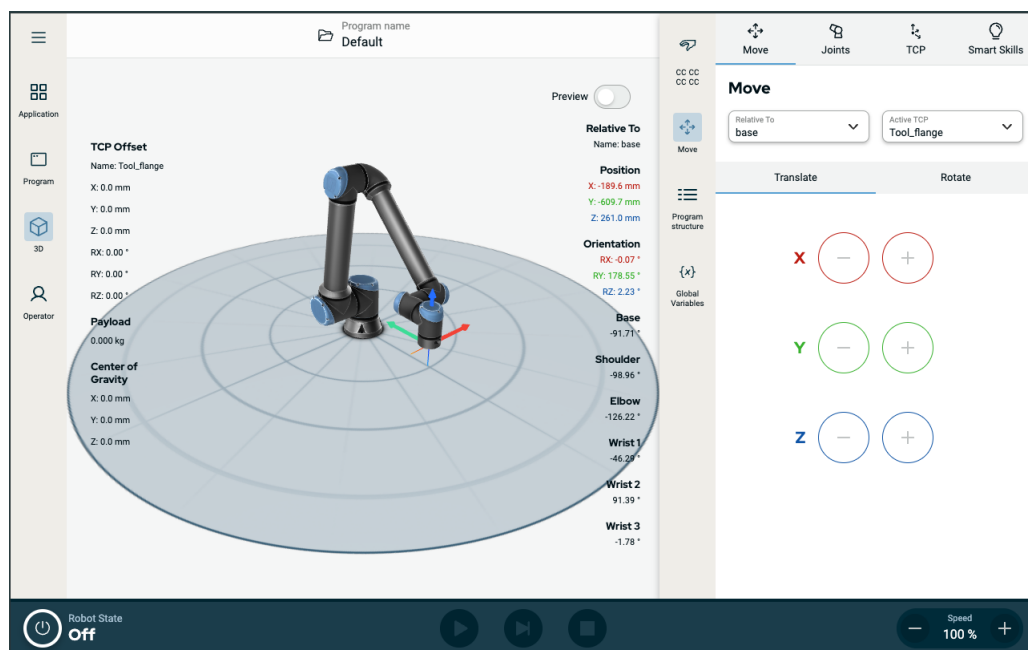 Program name
Default
Application
Program
3D
Operator
TCP Offset
Name: Tool_flange
X: 0.0 mm
Y: 0.0 mm
Z: 0.0 mm
RX: 0.00 °
RY: 0.00 °
RZ: 0.00 °
Payload
0.000 kg
Center of
Gravity
X: 0.0 mm
Y: 0.0 mm
Z: 0.0 mm
Preview
Relative To
Name: base
Position
X: -189.6 mm
Y: -609.7 mm
Z: 261.0 mm
Orientation
RX: -0.07 °
RY: 178.55 °
RZ: 2.23 °
Base
-91.71 °
Shoulder
-98.96 °
Elbow
-126.22 °
Wrist 1
-46.29 °
Wrist 2
91.39 °
Wrist 3
-1.78 °
CC CC
CC CC
Move
Program
structure
{x}
Global
Variables
Move
Joints
TCP
Smart Skills
Move
Relative To
base
Active TCP
Tool_flange
Translate
Rotate
X − +
Y − +
Z − +
Robot State
Off
Speed
− 100 % +